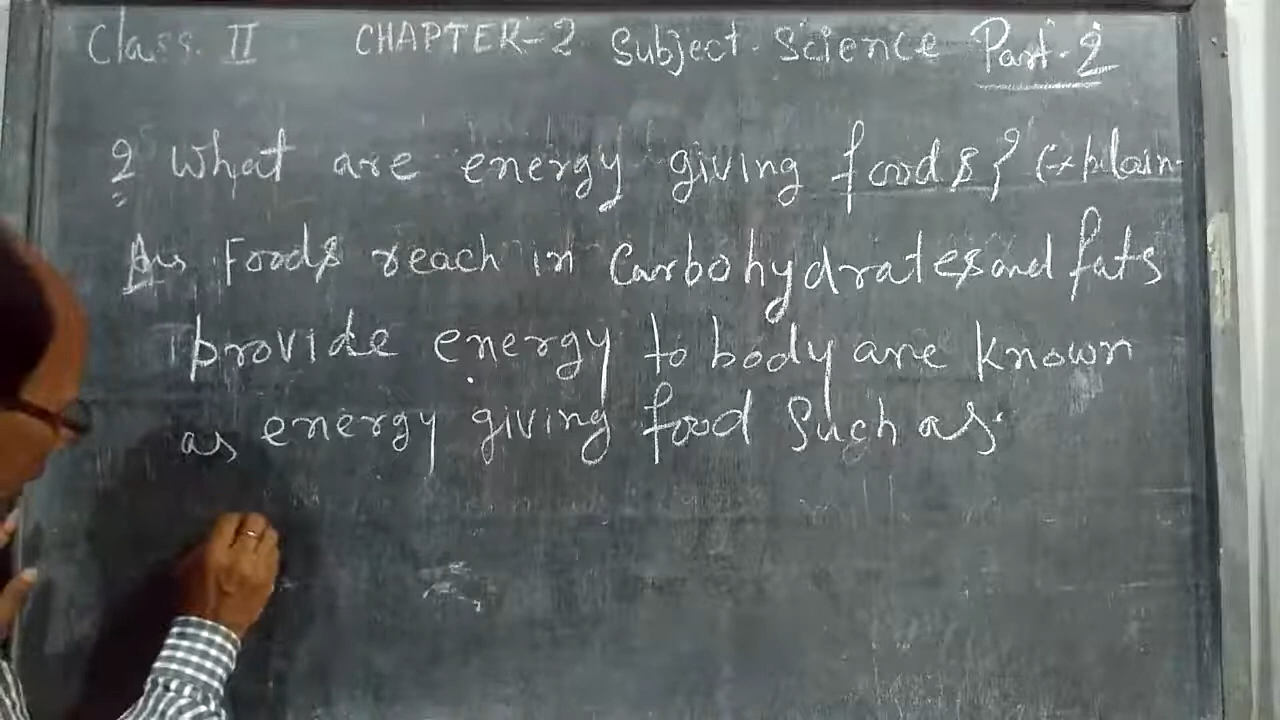 Class. II CHAPTER-2 Subject-Science Part-2
2 What are energy giving foods? Explain-
Ans Foods reach in Carbohydrates and fats
provide energy to body are known
as energy giving food Such as.